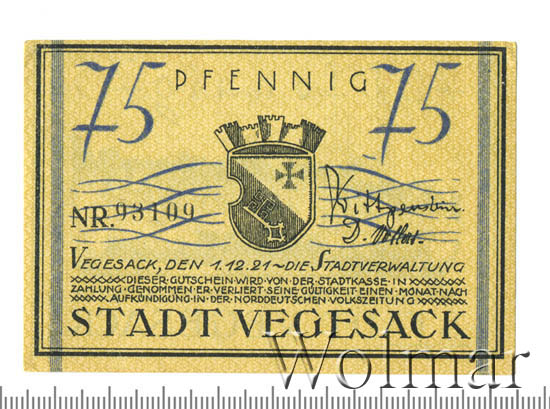 75 PFENNIG 75
NR. 93109
Wittgenstein.
VEGESACK, DEN 1.12.21 ~ DIE STADTVERWALTUNG
DIESER GUTSCHEIN WIRD VON DER STADTKASSE IN
ZAHLUNG GENOMMEN ER VERLIERT SEINE GÜLTIGKEIT EINEN MONAT NACH
AUFKÜNDIGUNG IN DER NORDDEUTSCHEN VOLKSZEITUNG
STADT VEGESACK
Wolmar